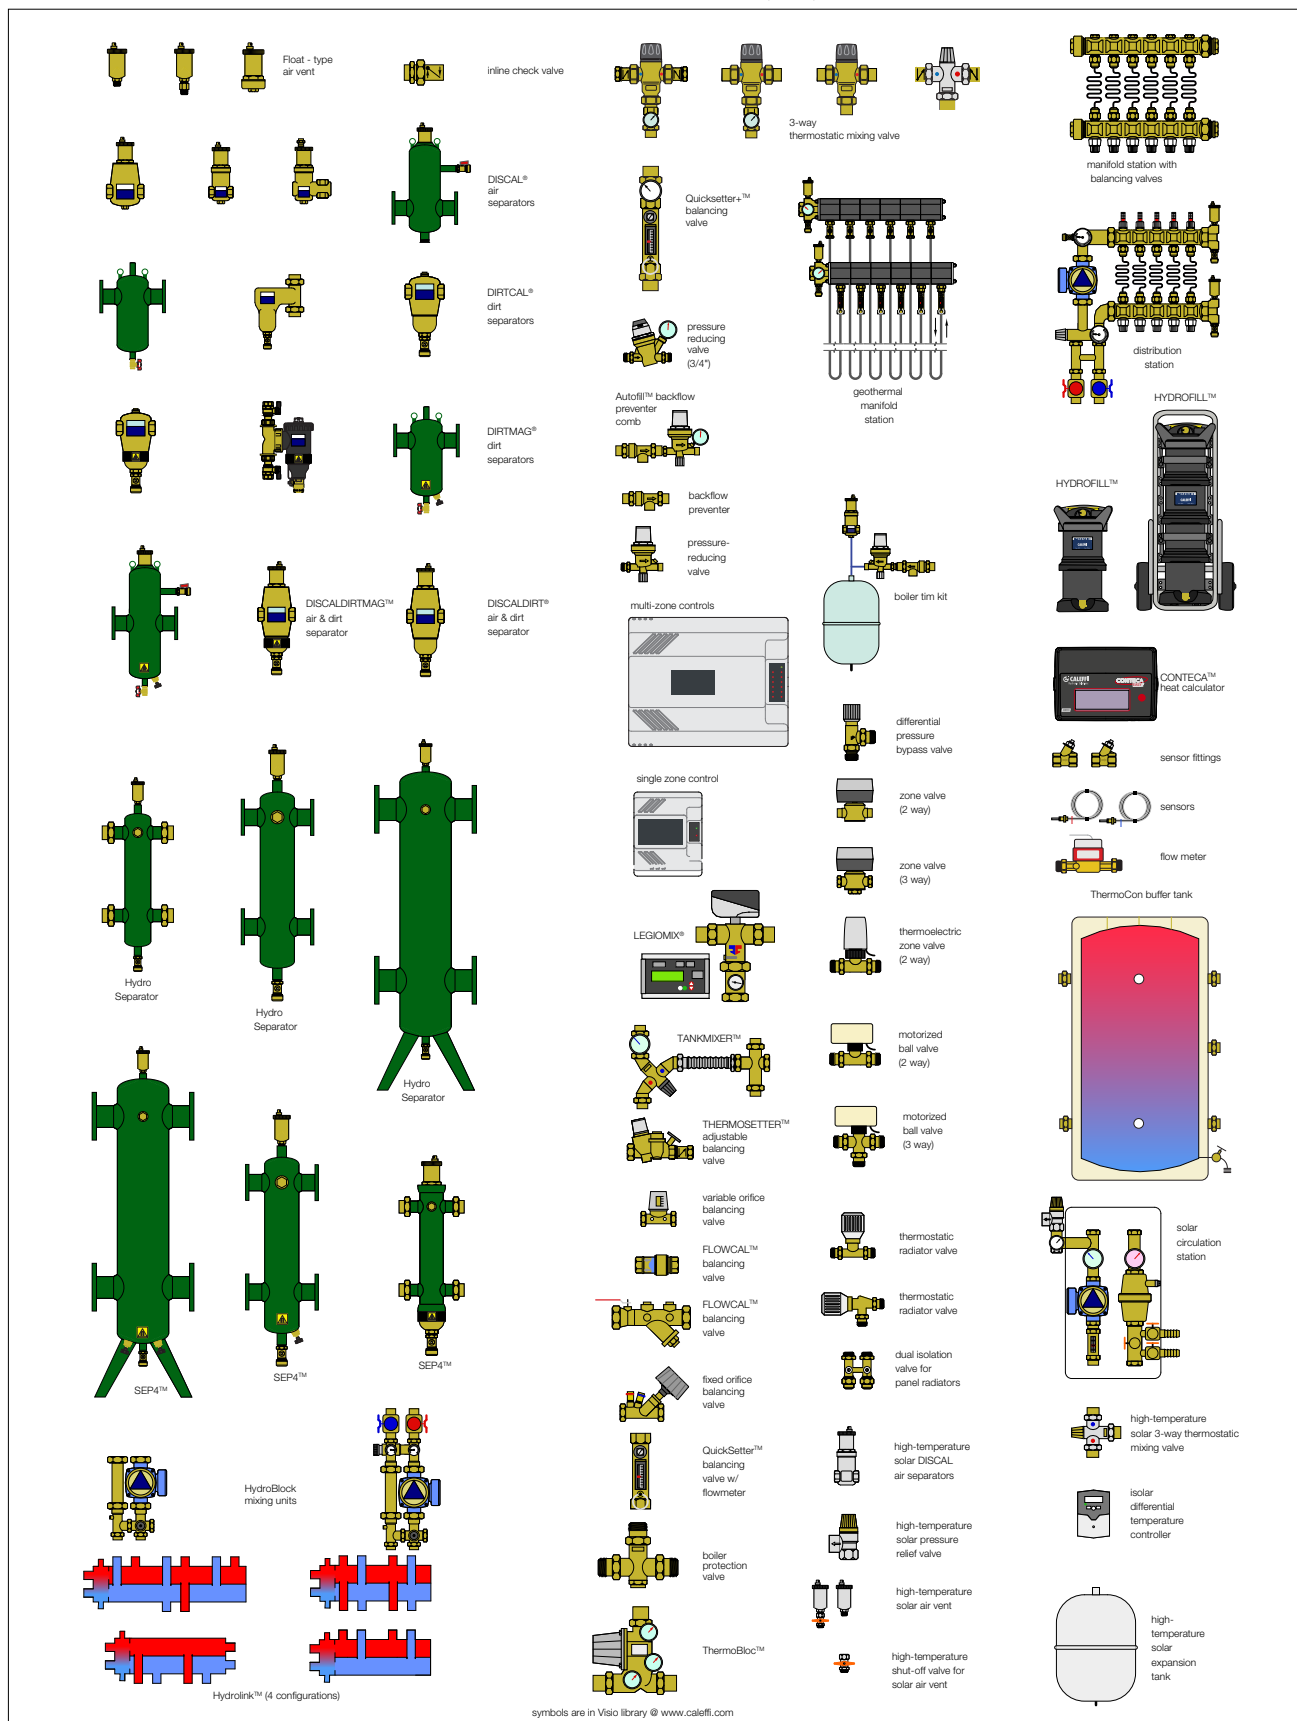 Float - type
air vent
inline check valve
3-way
thermostatic mixing valve
manifold station with
balancing valves
DISCAL®
air
separators
Quicksetter+™
balancing
valve
DIRTCAL®
dirt
separators
pressure
reducing
valve
(3/4")
geothermal
manifold
station
distribution
station
Autofill™ backflow
preventer
comb
HYDROFILL™
DIRTMAG®
dirt
separators
HYDROFILL™
backflow
preventer
pressure-
reducing
valve
boiler tim kit
DISCALDIRTMAG™
air & dirt
separator
DISCALDIRT®
air & dirt
separator
multi-zone controls
CALEFFI
CONTECA
CONTECA™
heat calculator
differential
pressure
bypass valve
sensor fittings
single zone control
zone valve
(2 way)
sensors
flow meter
zone valve
(3 way)
ThermoCon buffer tank
LEGIOMIX®
thermoelectric
zone valve
(2 way)
Hydro
Separator
Hydro
Separator
Hydro
Separator
TANKMIXER™
motorized
ball valve
(2 way)
THERMOSETTER™
adjustable
balancing
valve
motorized
ball valve
(3 way)
variable orifice
balancing
valve
thermostatic
radiator valve
solar
circulation
station
FLOWCAL™
balancing
valve
FLOWCAL™
balancing
valve
thermostatic
radiator valve
SEP4™
SEP4™
SEP4™
dual isolation
valve for
panel radiators
fixed orifice
balancing
valve
high-temperature
solar 3-way thermostatic
mixing valve
HydroBlock
mixing units
QuickSetter™
balancing
valve w/
flowmeter
high-temperature
solar DISCAL
air separators
isolar
differential
temperature
controller
high-temperature
solar pressure
relief valve
boiler
protection
valve
high-temperature
solar air vent
high-
temperature
solar
expansion
tank
ThermoBloc™
high-temperature
shut-off valve for
solar air vent
Hydrolink™ (4 configurations)
symbols are in Visio library @ www.caleffi.com